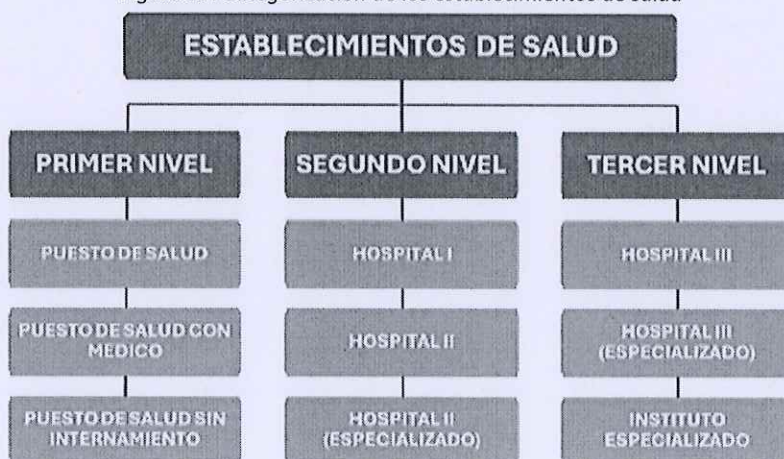 ESTABLECIMIENTOS DE SALUD
PRIMER NIVEL
SEGUNDO NIVEL
TERCER NIVEL
PUESTO DE SALUD
HOSPITAL I
HOSPITAL III
PUESTO DE SALUD CON
MEDICO
HOSPITAL II
HOSPITAL III
(ESPECIALIZADO)
PUESTO DE SALUD SIN
INTERNAMIENTO
HOSPITAL II
(ESPECIALIZADO)
INSTITUTO
ESPECIALIZADO